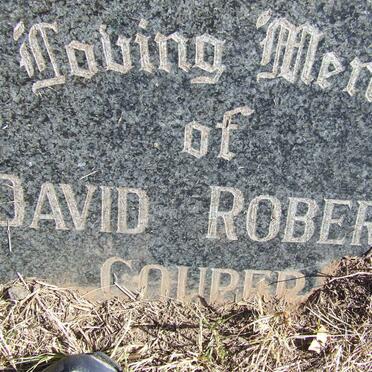 Loving Mem
of
DAVID ROBER
COUPER